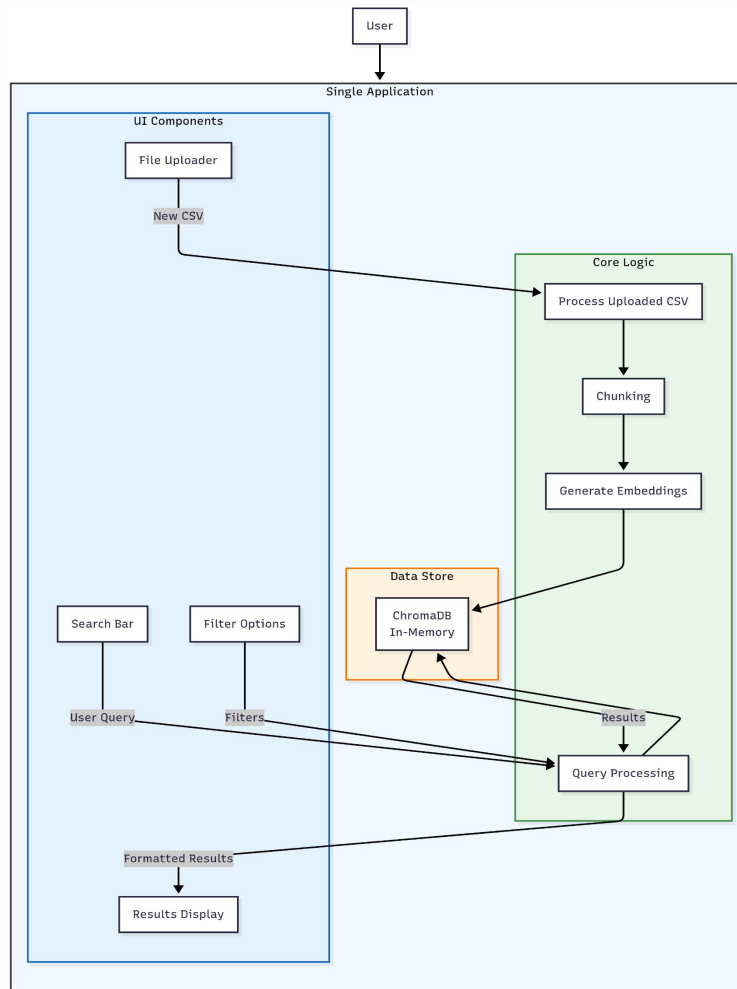 User
Single Application
UI Components
File Uploader
New CSV
Core Logic
Process Uploaded CSV
Chunking
Generate Embeddings
Data Store
ChromaDB
In-Memory
Search Bar
Filter Options
User Query
Filters
Results
Query Processing
Formatted Results
Results Display